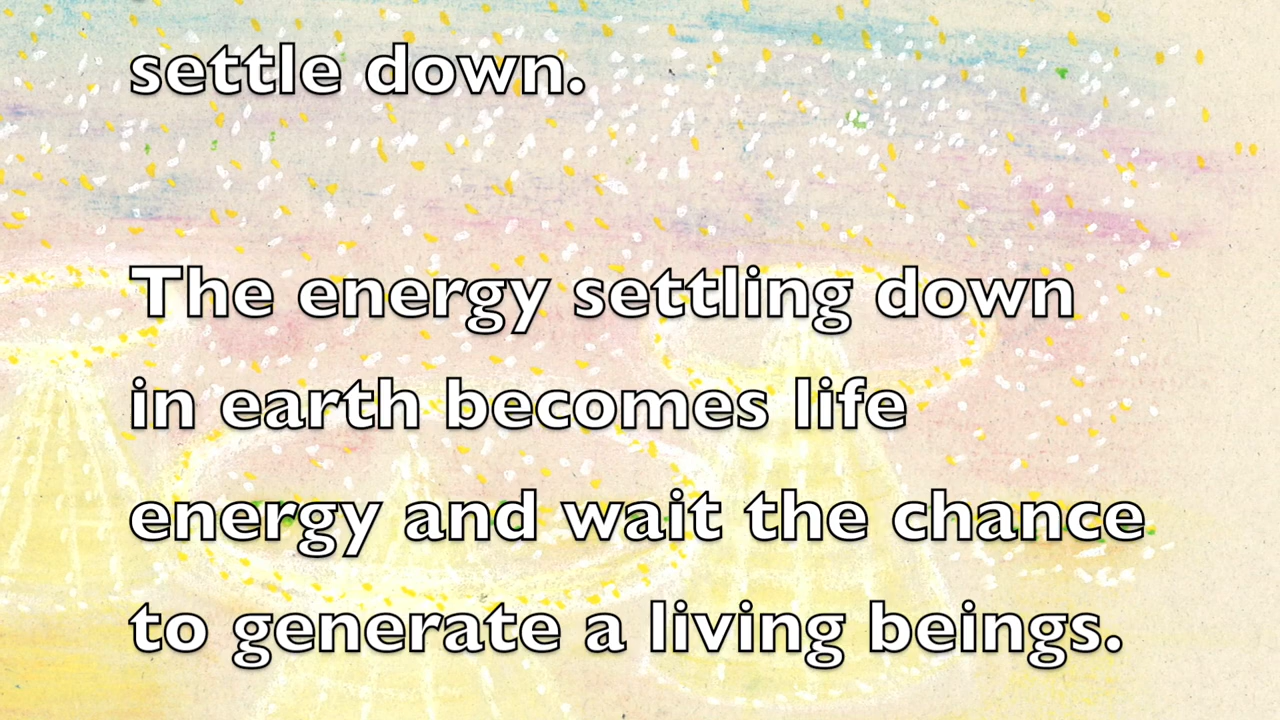 settle down.
The energy settling down
in earth becomes life
energy and wait the chance
to generate a living beings.